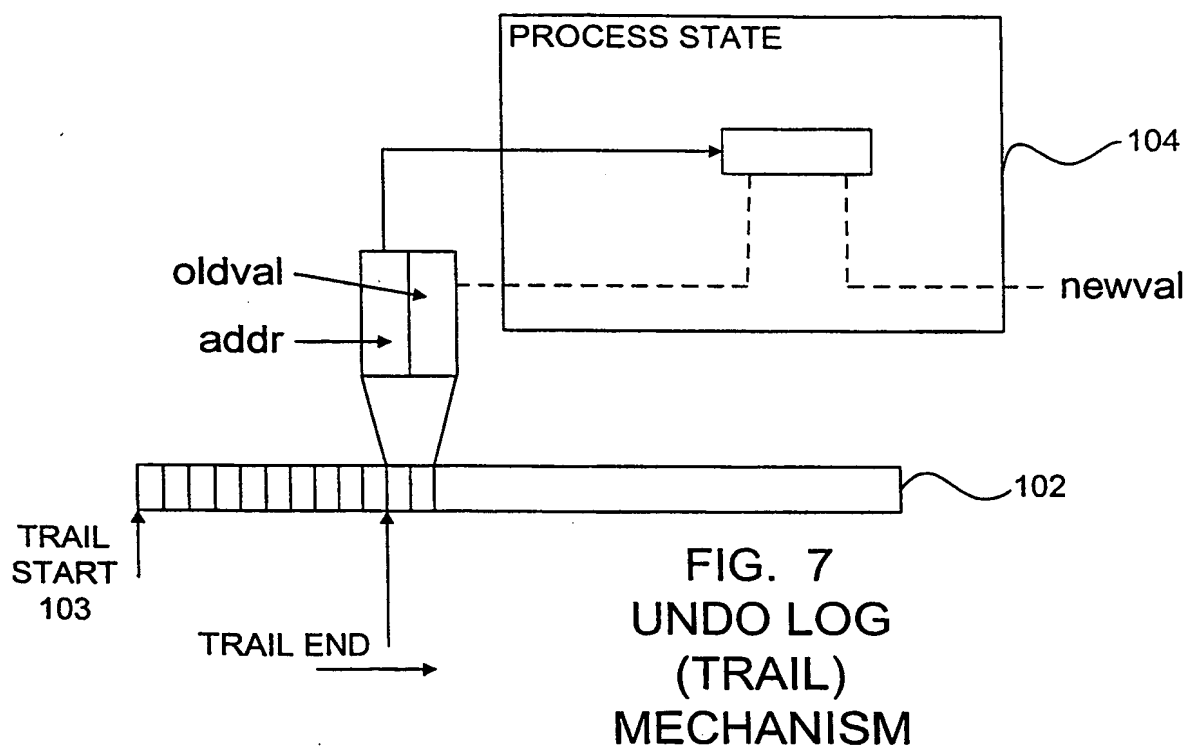 PROCESS STATE
104
oldval
newval
addr
102
TRAIL
START
103
TRAIL END
FIG. 7
UNDO LOG
(TRAIL)
MECHANISM